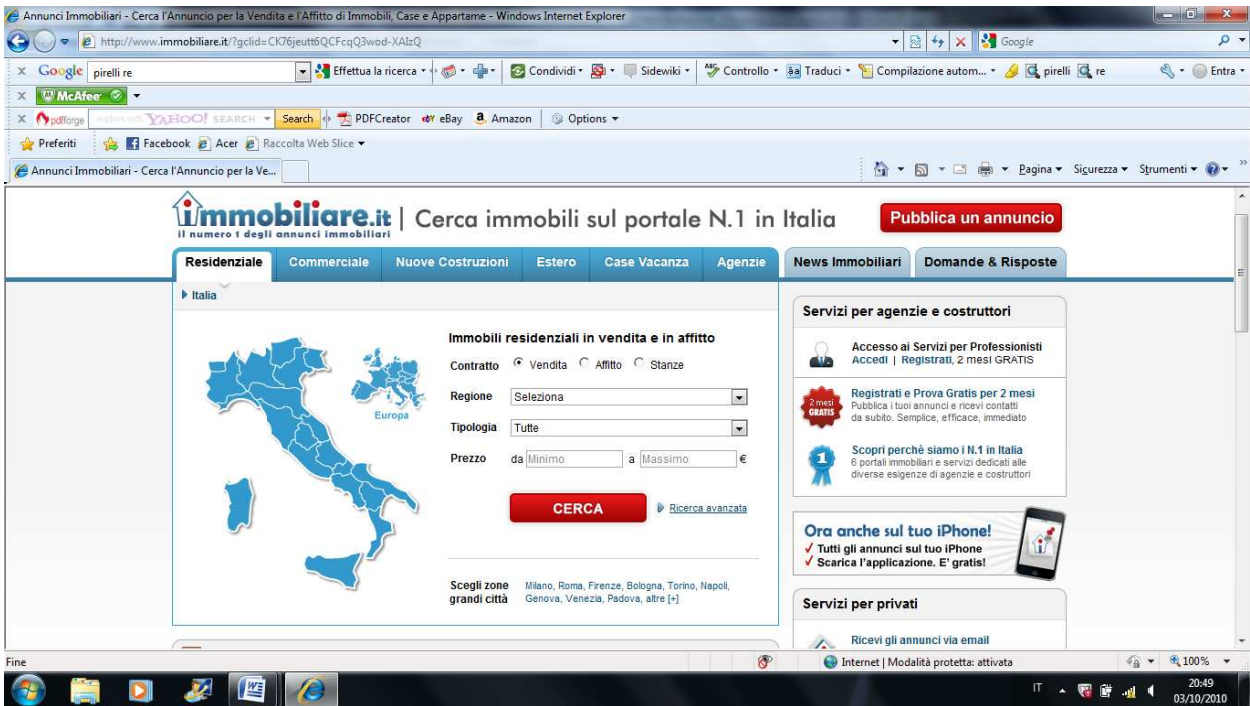 Annunci Immobiliari - Cerca l'Annuncio per la Vendita e l'Affitto di Immobili, Case e Appartame - Windows Internet Explorer
http://www.immobiliare.it/?gclid=CK76jeutt6QCFcqQ3wod-XAIzQ
Google
x Google pirelli re Effettua la ricerca Condividi Sidewiki Controllo Traduci Compilazione autom... pirelli re Entra
x McAfee
x pdfforge YAHOO! SEARCH Search PDFCreator eBay Amazon Options
Preferiti Facebook Acer Raccolta Web Slice
Annunci Immobiliari - Cerca l'Annuncio per la Ve... Pagina Sicurezza Strumenti
immobiliare.it | Cerca immobili sul portale N.1 in Italia Pubblica un annuncio
il numero 1 degli annunci immobiliari
Residenziale Commerciale Nuove Costruzioni Estero Case Vacanza Agenzie News Immobiliari Domande & Risposte
Italia
Europa
Immobili residenziali in vendita e in affitto
Contratto Vendita Affitto Stanze
Regione Seleziona
Tipologia Tutte
Prezzo da Minimo a Massimo €
CERCA Ricerca avanzata
Scegli zone grandi città
Milano, Roma, Firenze, Bologna, Torino, Napoli,
Genova, Venezia, Padova, altre [+]
Servizi per agenzie e costruttori
Accesso ai Servizi per Professionisti
Accedi | Registrati, 2 mesi GRATIS
2 mesi
GRATIS
Registrati e Prova Gratis per 2 mesi
Pubblica i tuoi annunci e ricevi contatti
da subito. Semplice, efficace, immediato
1
Scopri perchè siamo i N.1 in Italia
6 portali immobiliari e servizi dedicati alle
diverse esigenze di agenzie e costruttori
Ora anche sul tuo iPhone!
Tutti gli annunci sul tuo iPhone
Scarica l'applicazione. E' gratis!
Servizi per privati
Ricevi gli annunci via email
Fine Internet | Modalità protetta: attivata 100%
IT 20:49
03/10/2010